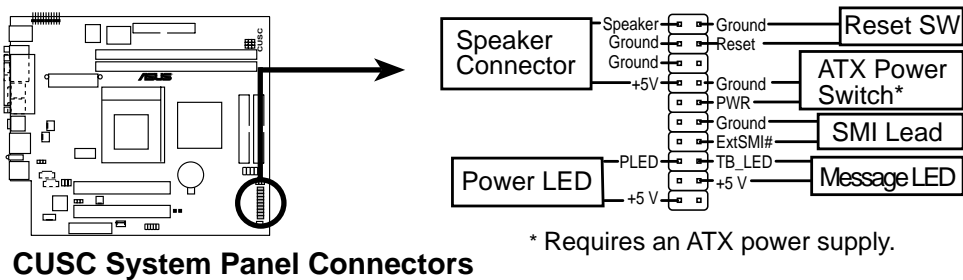 CUSC
ASUS
Speaker
Connector
Speaker
Ground
Ground
+5V
Power LED
PLED
+5 V
Ground
Reset
Reset SW
Ground
PWR
ATX Power
Switch*
Ground
ExtSMI#
SMI Lead
TB_LED
+5 V
Message LED
* Requires an ATX power supply.
CUSC System Panel Connectors